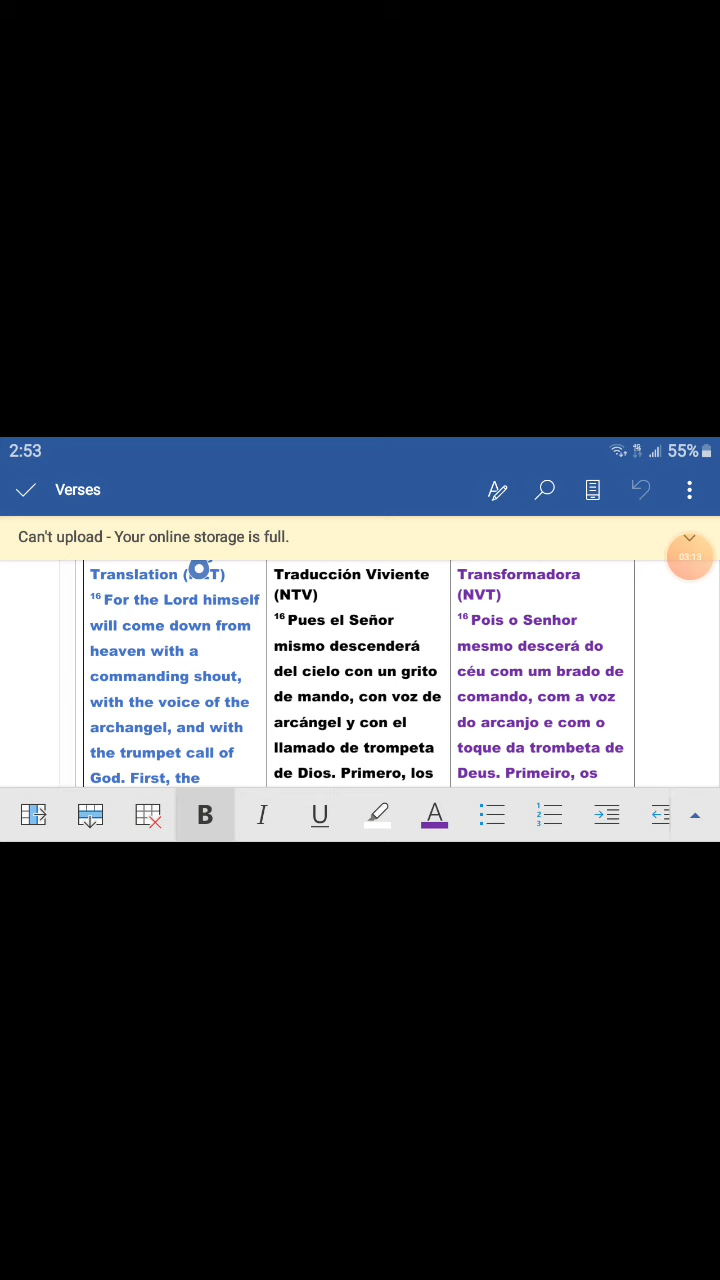 2:53
55%
Verses
Can't upload - Your online storage is full.
03:13
Translation (NLT)
16 For the Lord himself
will come down from
heaven with a
commanding shout,
with the voice of the
archangel, and with
the trumpet call of
God. First, the
Traducción Viviente
(NTV)
16 Pues el Señor
mismo descenderá
del cielo con un grito
de mando, con voz de
arcángel y con el
llamado de trompeta
de Dios. Primero, los
Transformadora
(NVT)
16 Pois o Senhor
mesmo descerá do
céu com um brado de
comando, com a voz
do arcanjo e com o
toque da trombeta de
Deus. Primeiro, os
B I U A